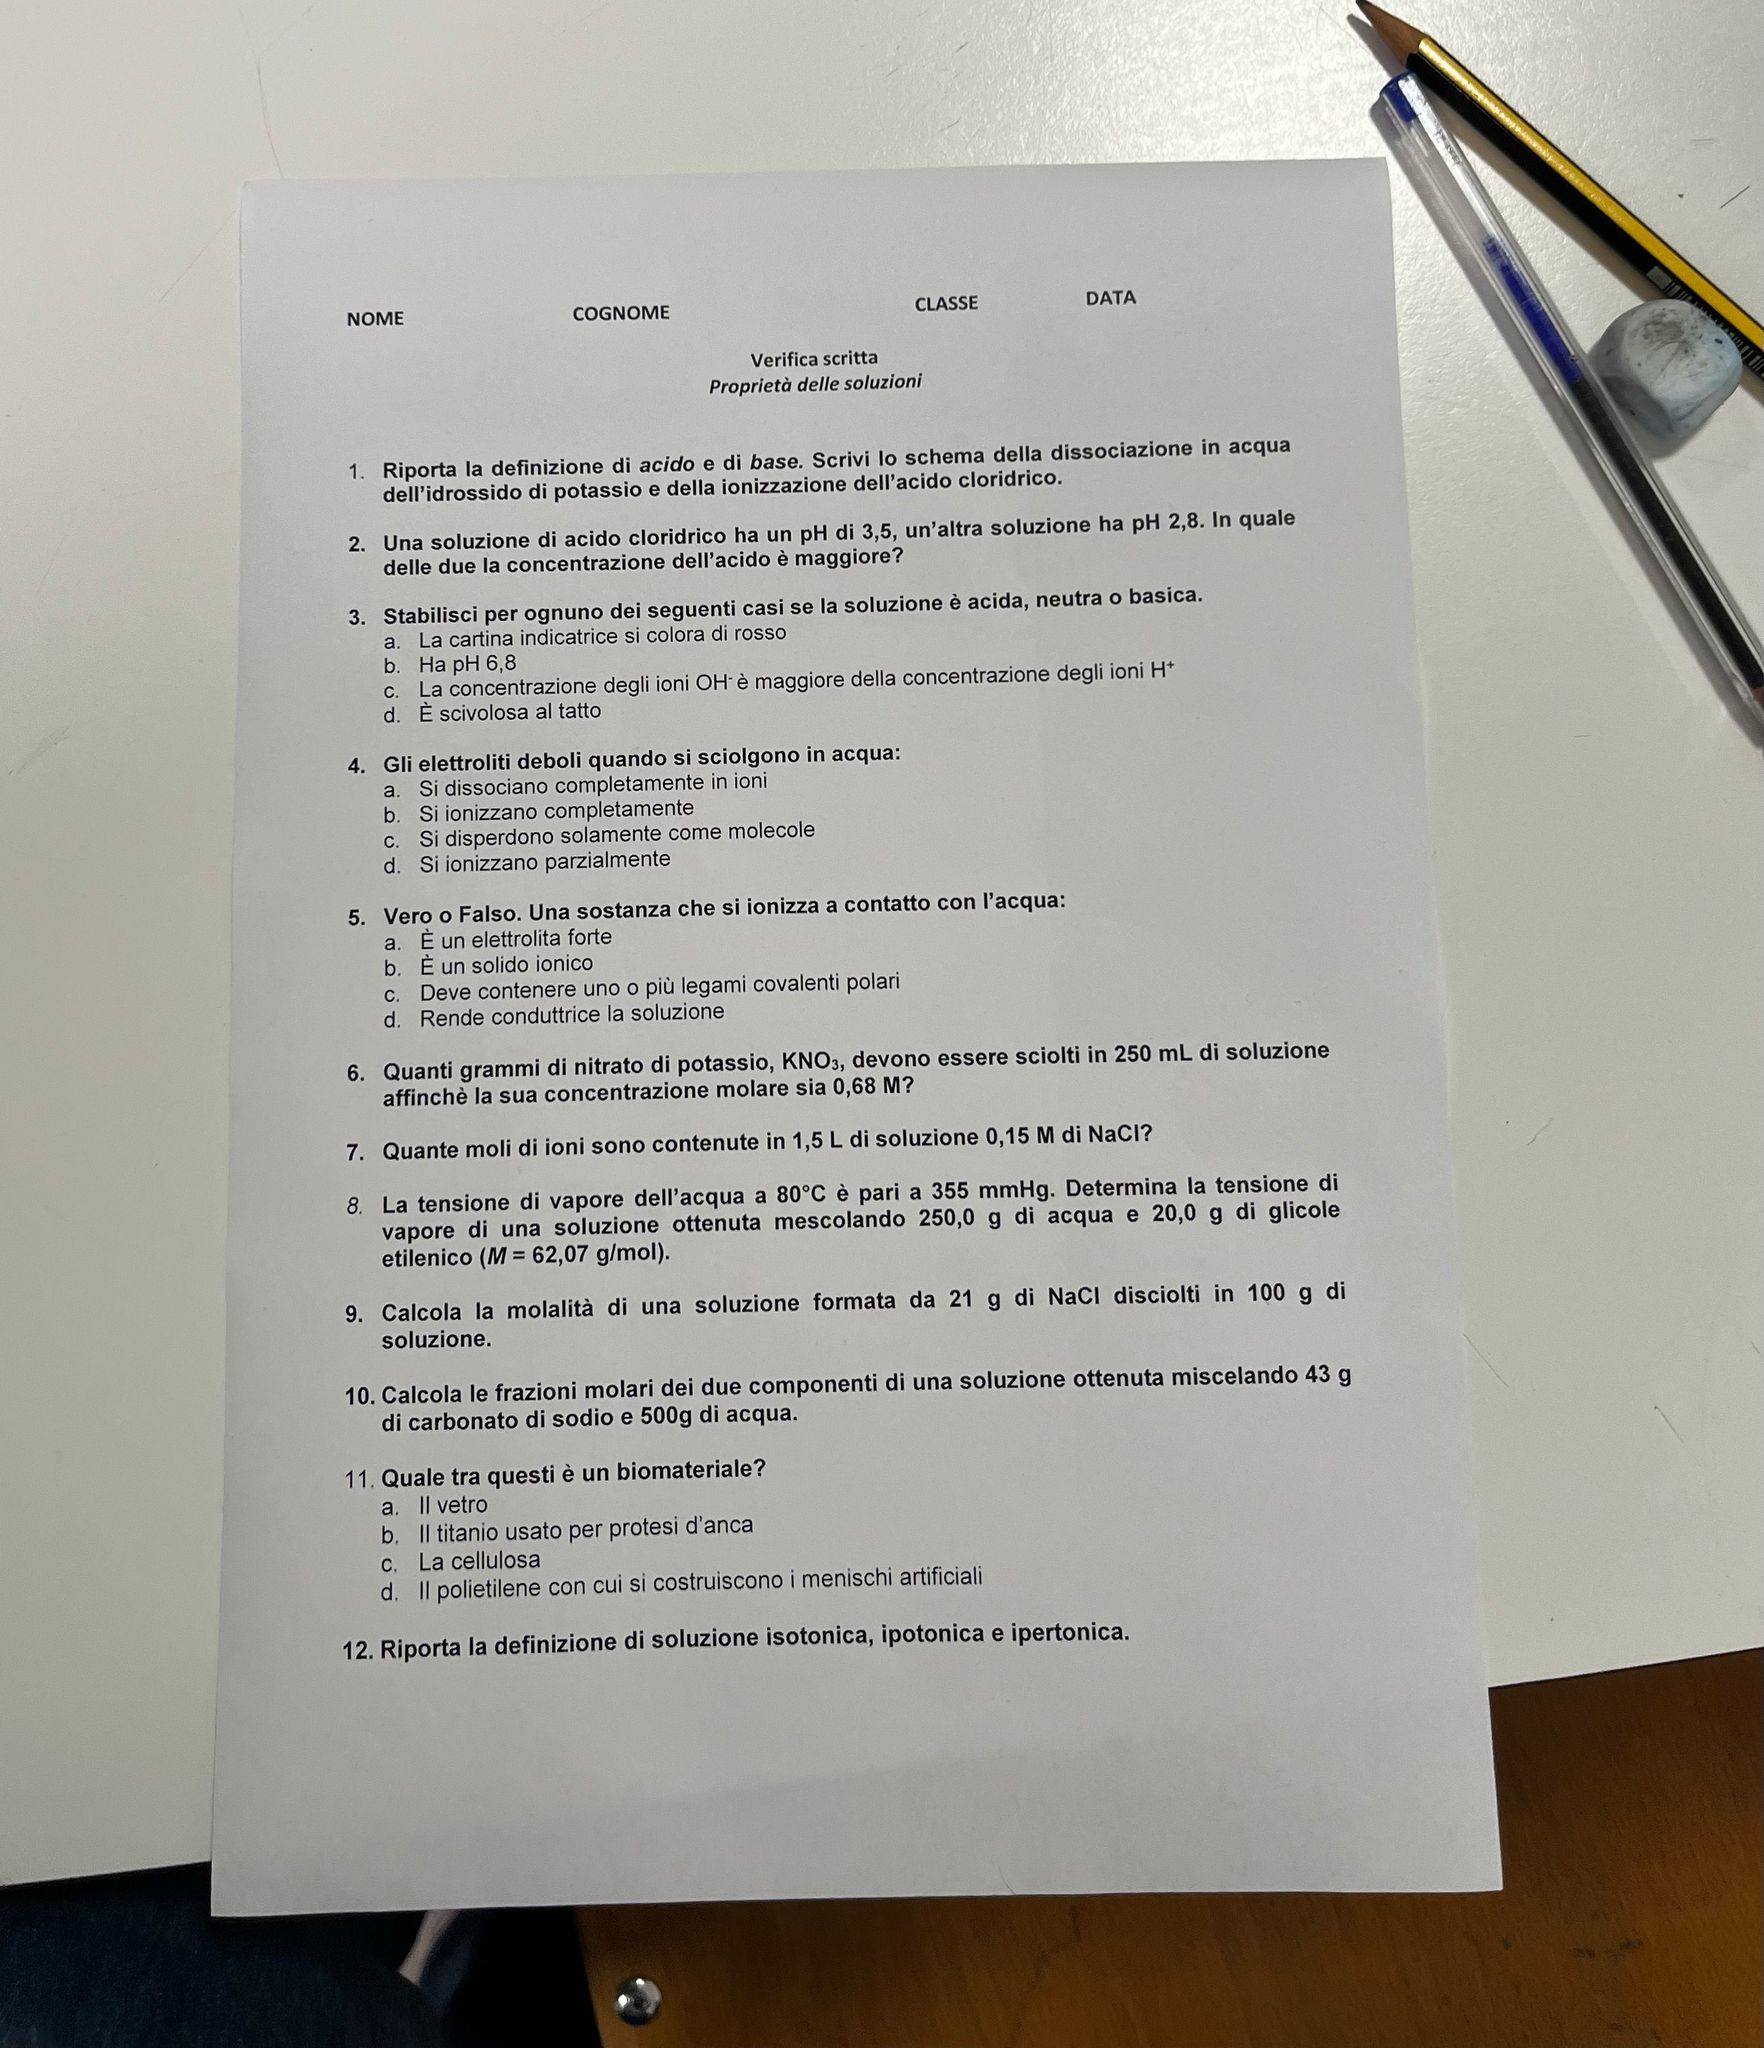 NOME COGNOME CLASSE DATA
Verifica scritta
Proprietà delle soluzioni
1. Riporta la definizione di acido e di base. Scrivi lo schema della dissociazione in acqua
dell'idrossido di potassio e della ionizzazione dell'acido cloridrico.
2. Una soluzione di acido cloridrico ha un pH di 3,5, un'altra soluzione ha pH 2,8. In quale
delle due la concentrazione dell'acido è maggiore?
3. Stabilisci per ognuno dei seguenti casi se la soluzione è acida, neutra o basica.
a. La cartina indicatrice si colora di rosso
b. Ha pH 6,8
c. La concentrazione degli ioni OH⁻ è maggiore della concentrazione degli ioni H⁺
d. È scivolosa al tatto
4. Gli elettroliti deboli quando si sciolgono in acqua:
a. Si dissociano completamente in ioni
b. Si ionizzano completamente
c. Si disperdono solamente come molecole
d. Si ionizzano parzialmente
5. Vero o Falso. Una sostanza che si ionizza a contatto con l'acqua:
a. È un elettrolita forte
b. È un solido ionico
c. Deve contenere uno o più legami covalenti polari
d. Rende conduttrice la soluzione
6. Quanti grammi di nitrato di potassio, KNO₃, devono essere sciolti in 250 mL di soluzione
affinchè la sua concentrazione molare sia 0,68 M?
7. Quante moli di ioni sono contenute in 1,5 L di soluzione 0,15 M di NaCl?
8. La tensione di vapore dell'acqua a 80°C è pari a 355 mmHg. Determina la tensione di
vapore di una soluzione ottenuta mescolando 250,0 g di acqua e 20,0 g di glicole
etilenico (M = 62,07 g/mol).
9. Calcola la molalità di una soluzione formata da 21 g di NaCl disciolti in 100 g di
soluzione.
10. Calcola le frazioni molari dei due componenti di una soluzione ottenuta miscelando 43 g
di carbonato di sodio e 500g di acqua.
11. Quale tra questi è un biomateriale?
a. Il vetro
b. Il titanio usato per protesi d'anca
c. La cellulosa
d. Il polietilene con cui si costruiscono i menischi artificiali
12. Riporta la definizione di soluzione isotonica, ipotonica e ipertonica.